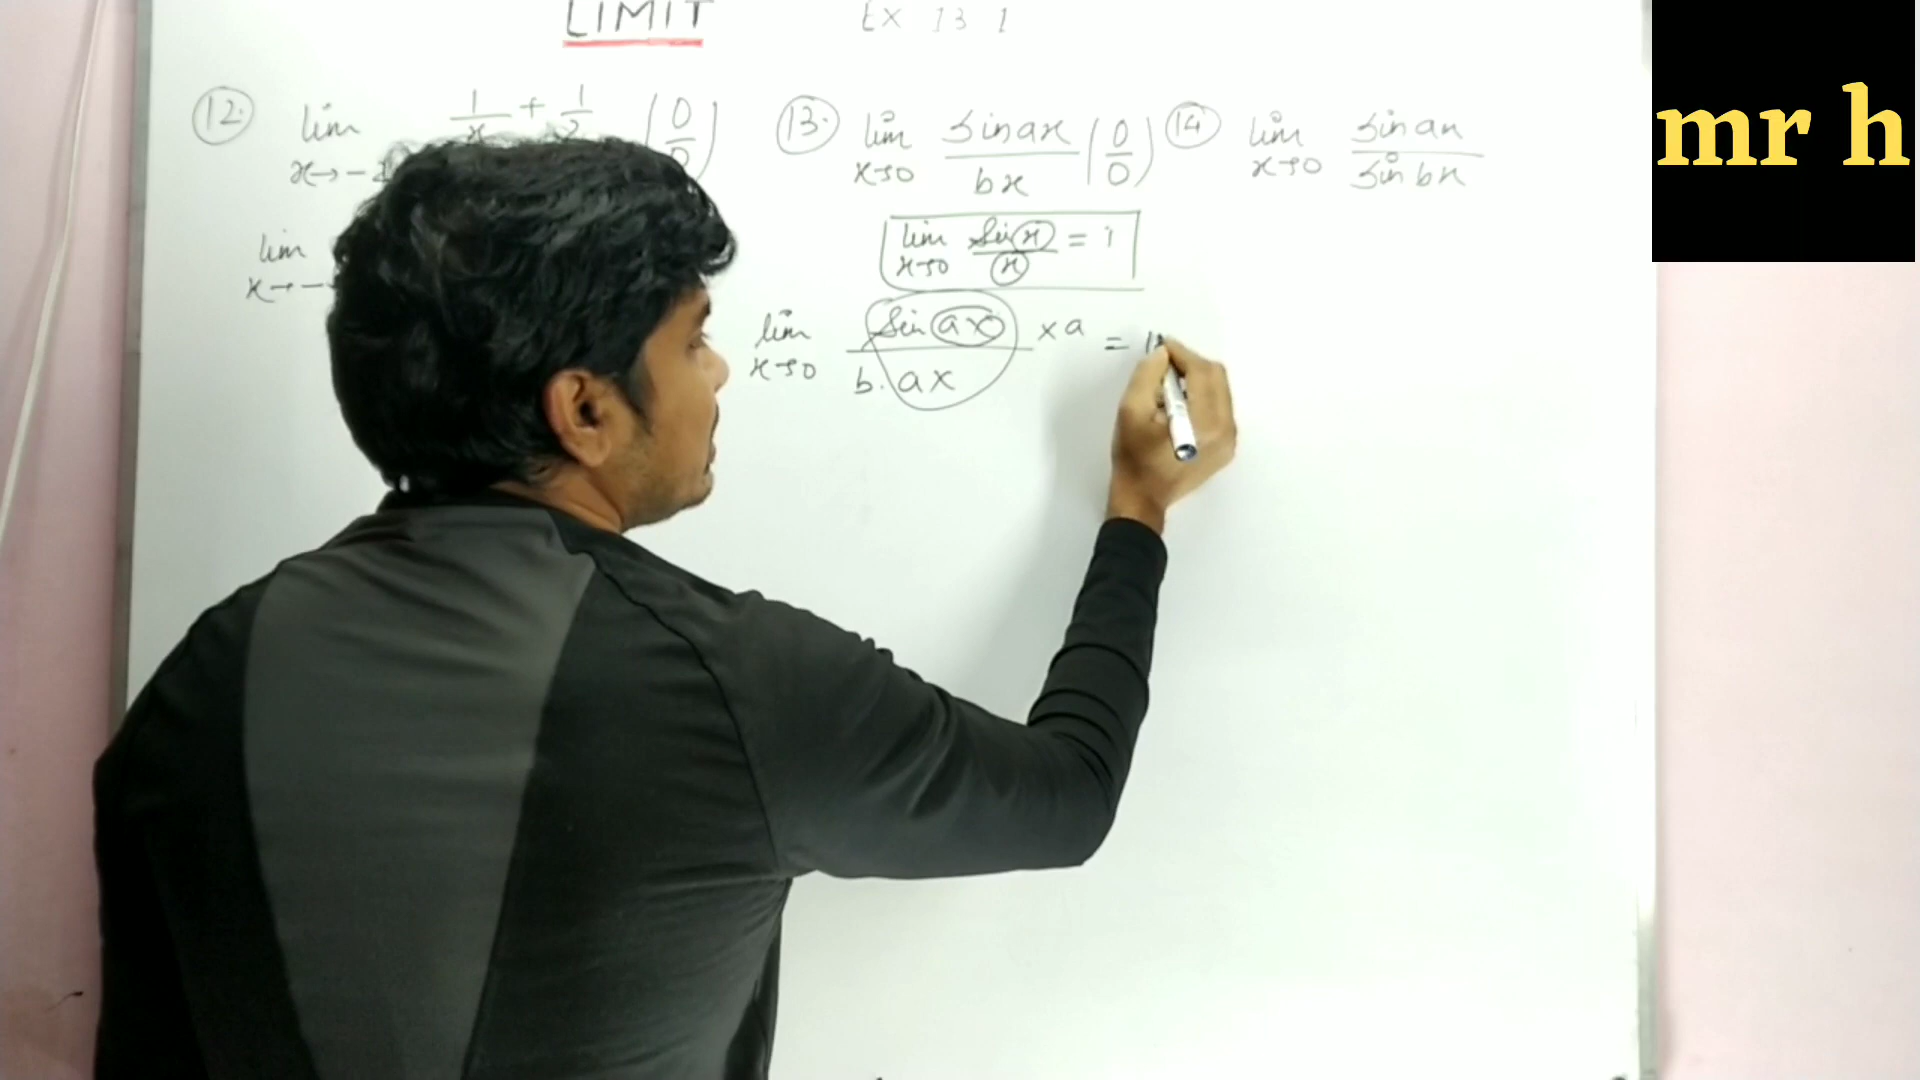 LIMIT Ex 13 1
12. lim x→-2 1/x + 1/2 (0/0)
lim x→-
13. lim x→0 sin ax / bx (0/0)
lim x→0 sin x / x = 1
lim x→0 sin ax / b. ax × a =
14 lim x→0 sin ax / sin bx
mr h